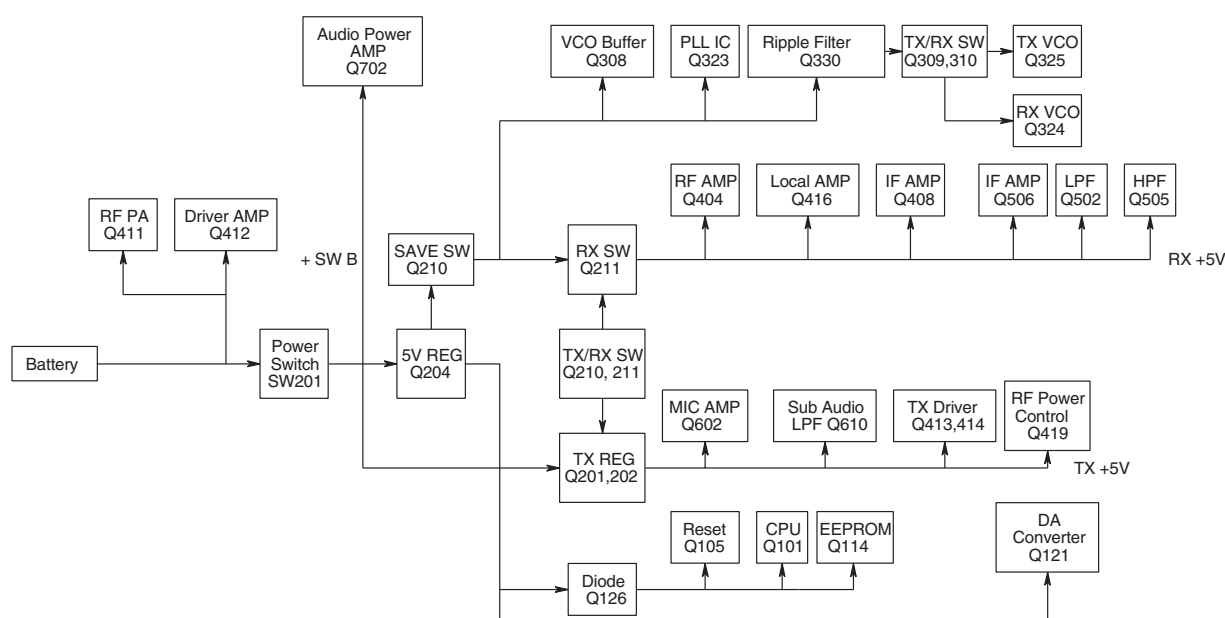 Audio Power
AMP
Q702
VCO Buffer
Q308
PLL IC
Q323
Ripple Filter
Q330
TX/RX SW
Q309,310
TX VCO
Q325
RX VCO
Q324
RF PA
Q411
Driver AMP
Q412
+ SW B
SAVE SW
Q210
RX SW
Q211
RF AMP
Q404
Local AMP
Q416
IF AMP
Q408
IF AMP
Q506
LPF
Q502
HPF
Q505
RX +5V
Battery
Power
Switch
SW201
5V REG
Q204
TX/RX SW
Q210, 211
TX REG
Q201,202
MIC AMP
Q602
Sub Audio
LPF Q610
TX Driver
Q413,414
RF Power
Control
Q419
TX +5V
Diode
Q126
Reset
Q105
CPU
Q101
EEPROM
Q114
DA
Converter
Q121